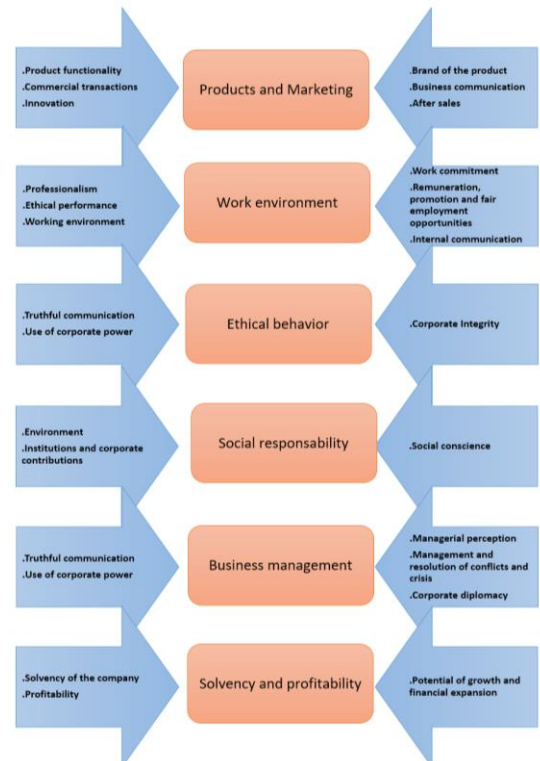 .Product functionality
.Commercial transactions
.Innovation
Products and Marketing
.Brand of the product
.Business communication
.After sales
.Professionalism
.Ethical performance
.Working environment
Work environment
.Work commitment
.Remuneration,
promotion and fair
employment
opportunities
.Internal communication
.Truthful communication
.Use of corporate power
Ethical behavior
.Corporate Integrity
.Environment
.Institutions and corporate
contributions
Social responsability
.Social conscience
.Truthful communication
.Use of corporate power
Business management
.Managerial perception
.Management and
resolution of conflicts and
crisis
.Corporate diplomacy
.Solvency of the company
.Profitability
Solvency and profitability
.Potential of growth and
financial expansion